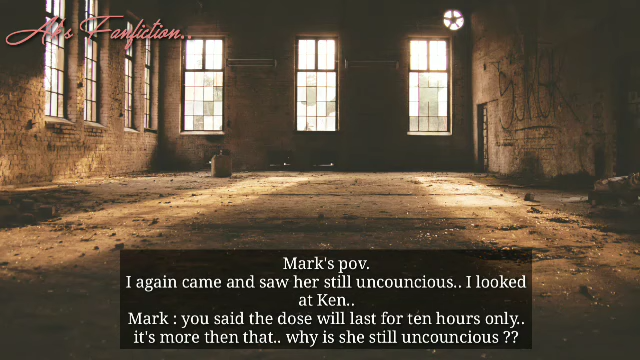 Ak's Fanfiction..
Mark's pov.
I again came and saw her still uncouncious.. I looked
at Ken..
Mark : you said the dose will last for ten hours only..
it's more then that.. why is she still uncouncious ??